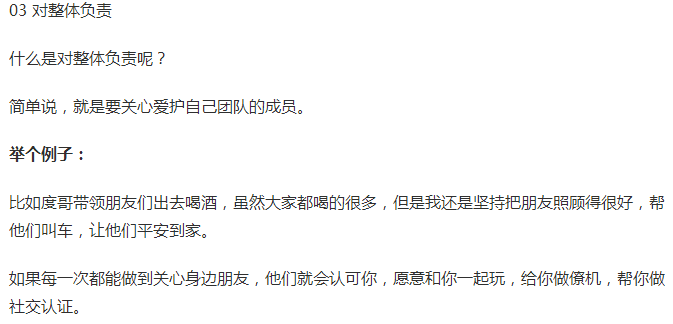 03 对整体负责
什么是对整体负责呢？
简单说，就是要关心爱护自己团队的成员。
举个例子：
比如度哥带领朋友们出去喝酒，虽然大家都喝的很多，但是我还是坚持把朋友照顾得很好，帮
他们叫车，让他们平安到家。
如果每一次都能做到关心身边朋友，他们就会认可你，愿意和你一起玩，给你做僚机，帮你做
社交认证。